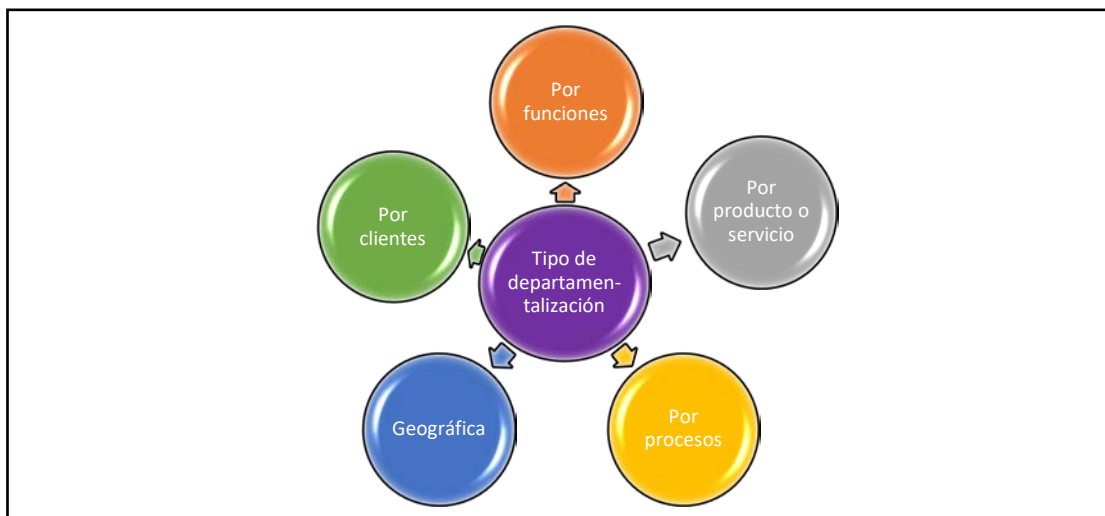 Por
funciones
Por
producto o
servicio
Por
clientes
Tipo de
departamen-
talización
Geográfica
Por
procesos